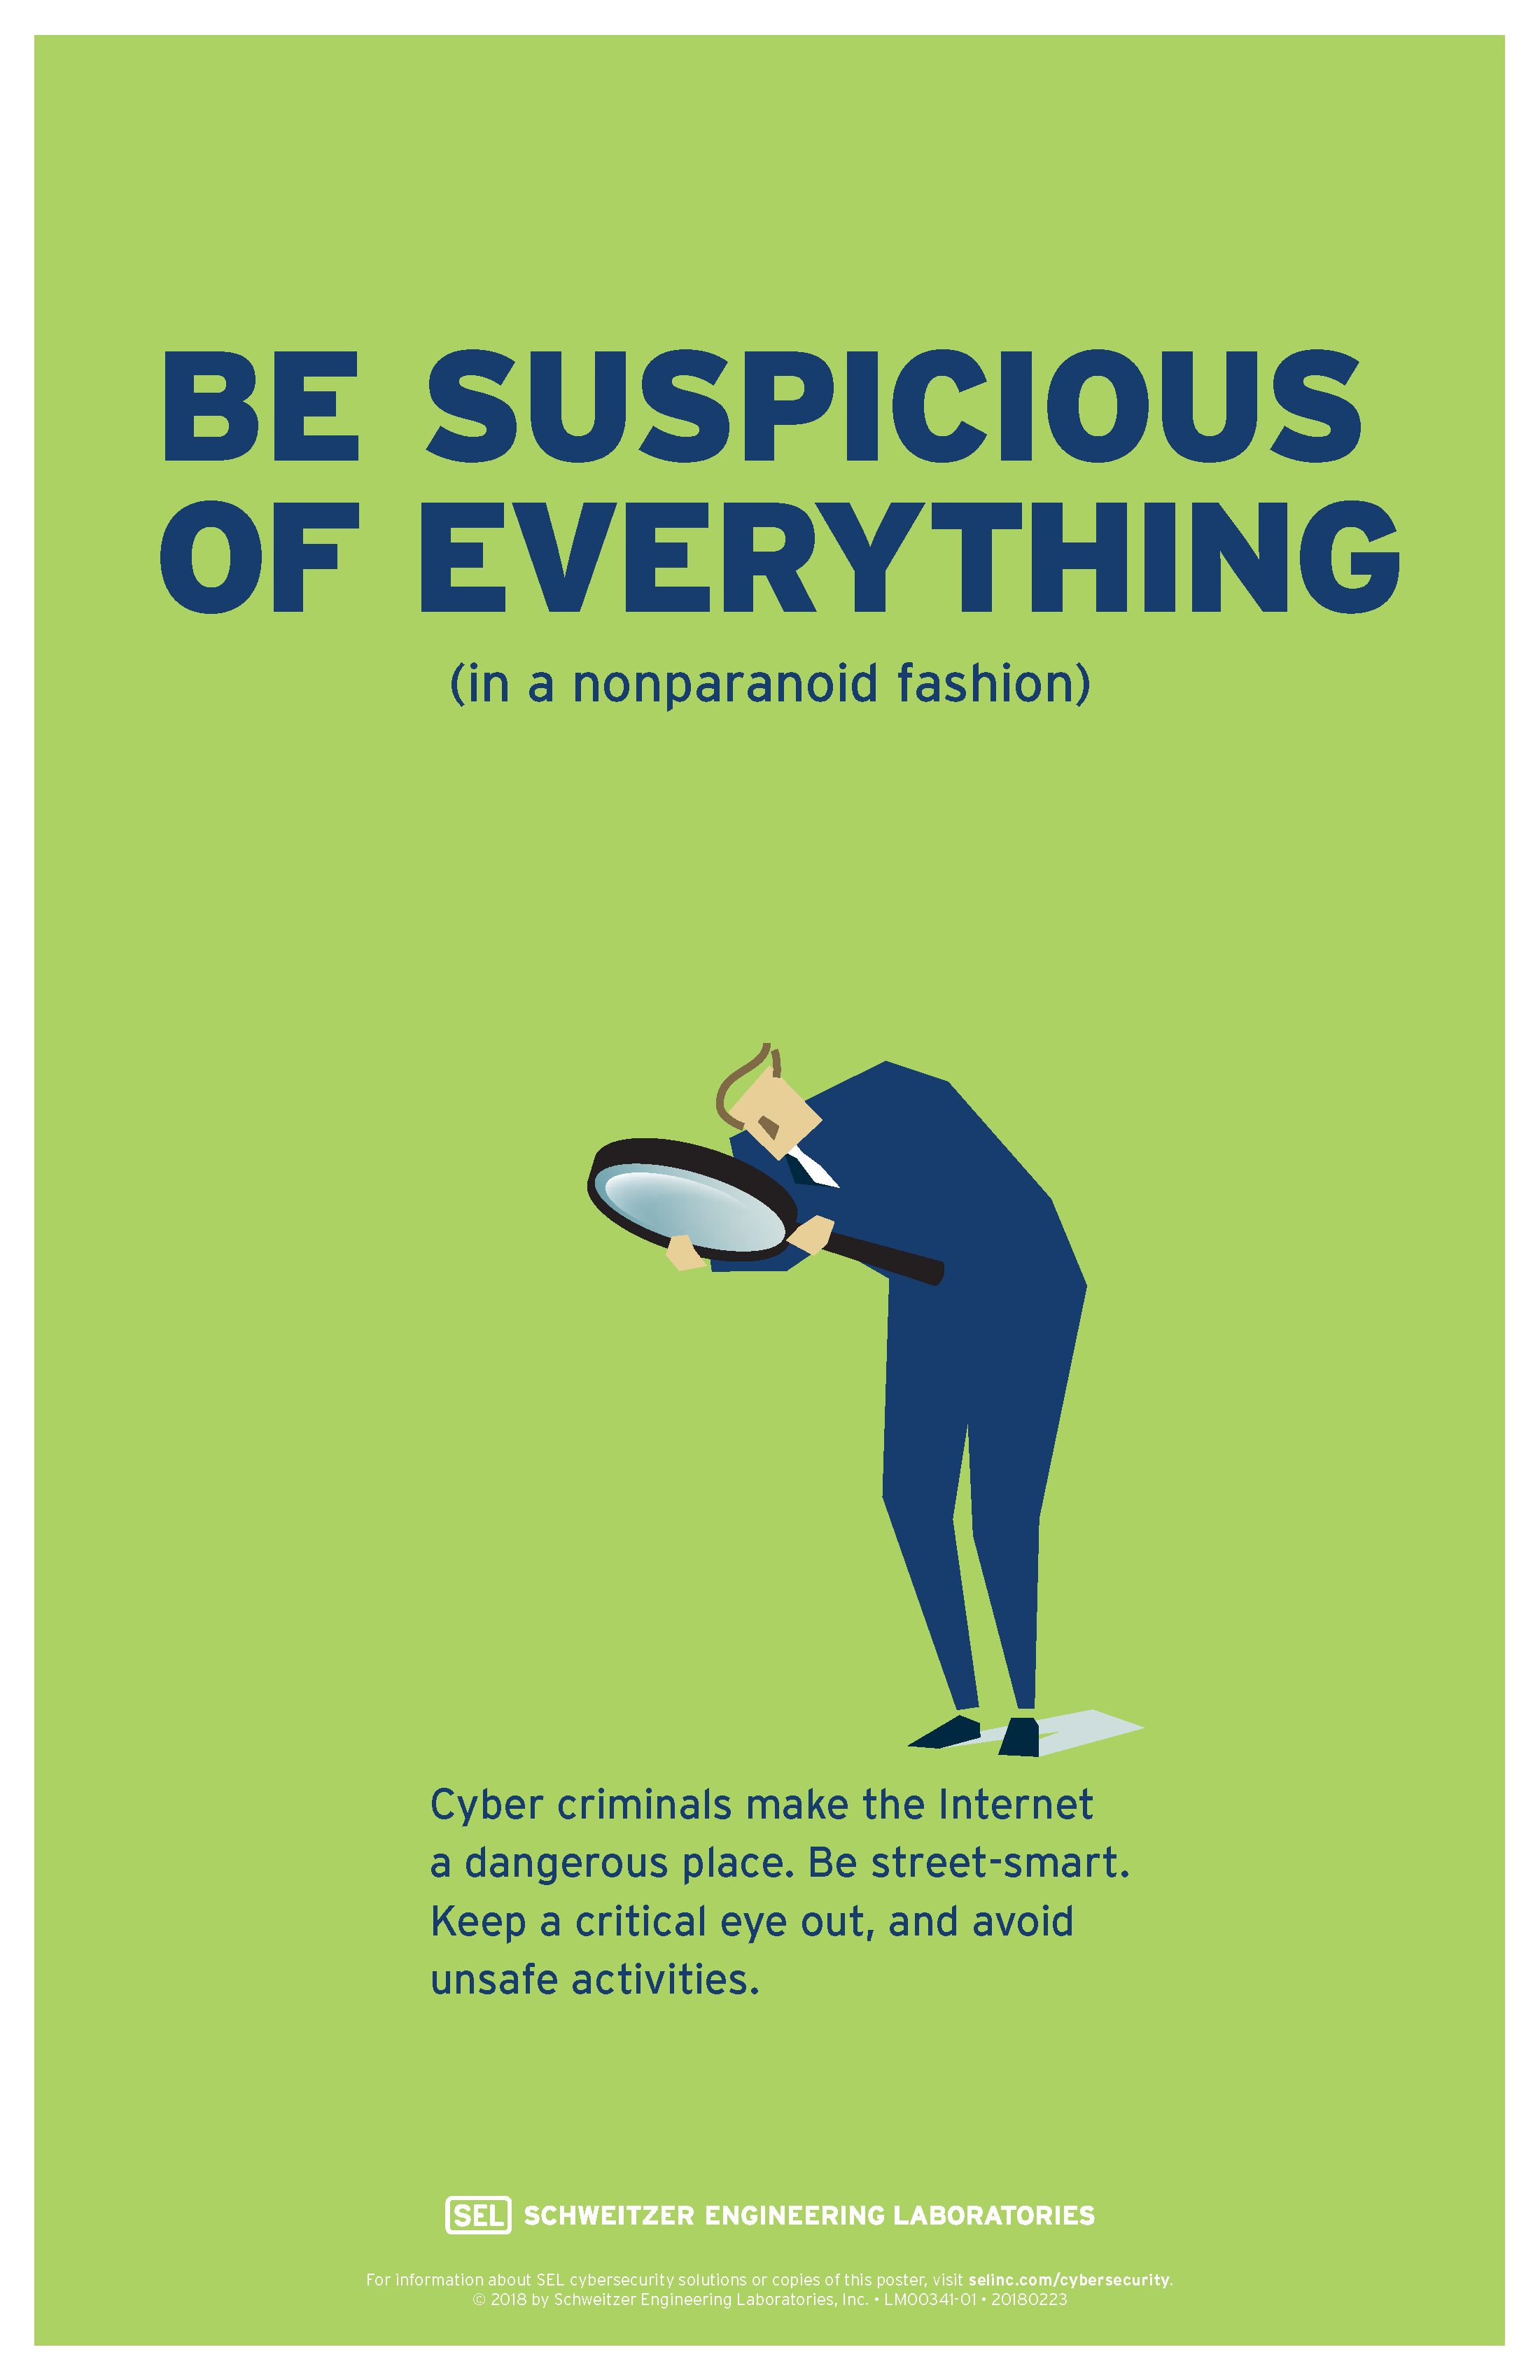 BE SUSPICIOUS
OF EVERYTHING
(in a nonparanoid fashion)
Cyber criminals make the Internet
a dangerous place. Be street-smart.
Keep a critical eye out, and avoid
unsafe activities.
SEL SCHWEITZER ENGINEERING LABORATORIES
For information about SEL cybersecurity solutions or copies of this poster, visit selinc.com/cybersecurity.
© 2018 by Schweitzer Engineering Laboratories, Inc. • LM00341-01 • 20180223